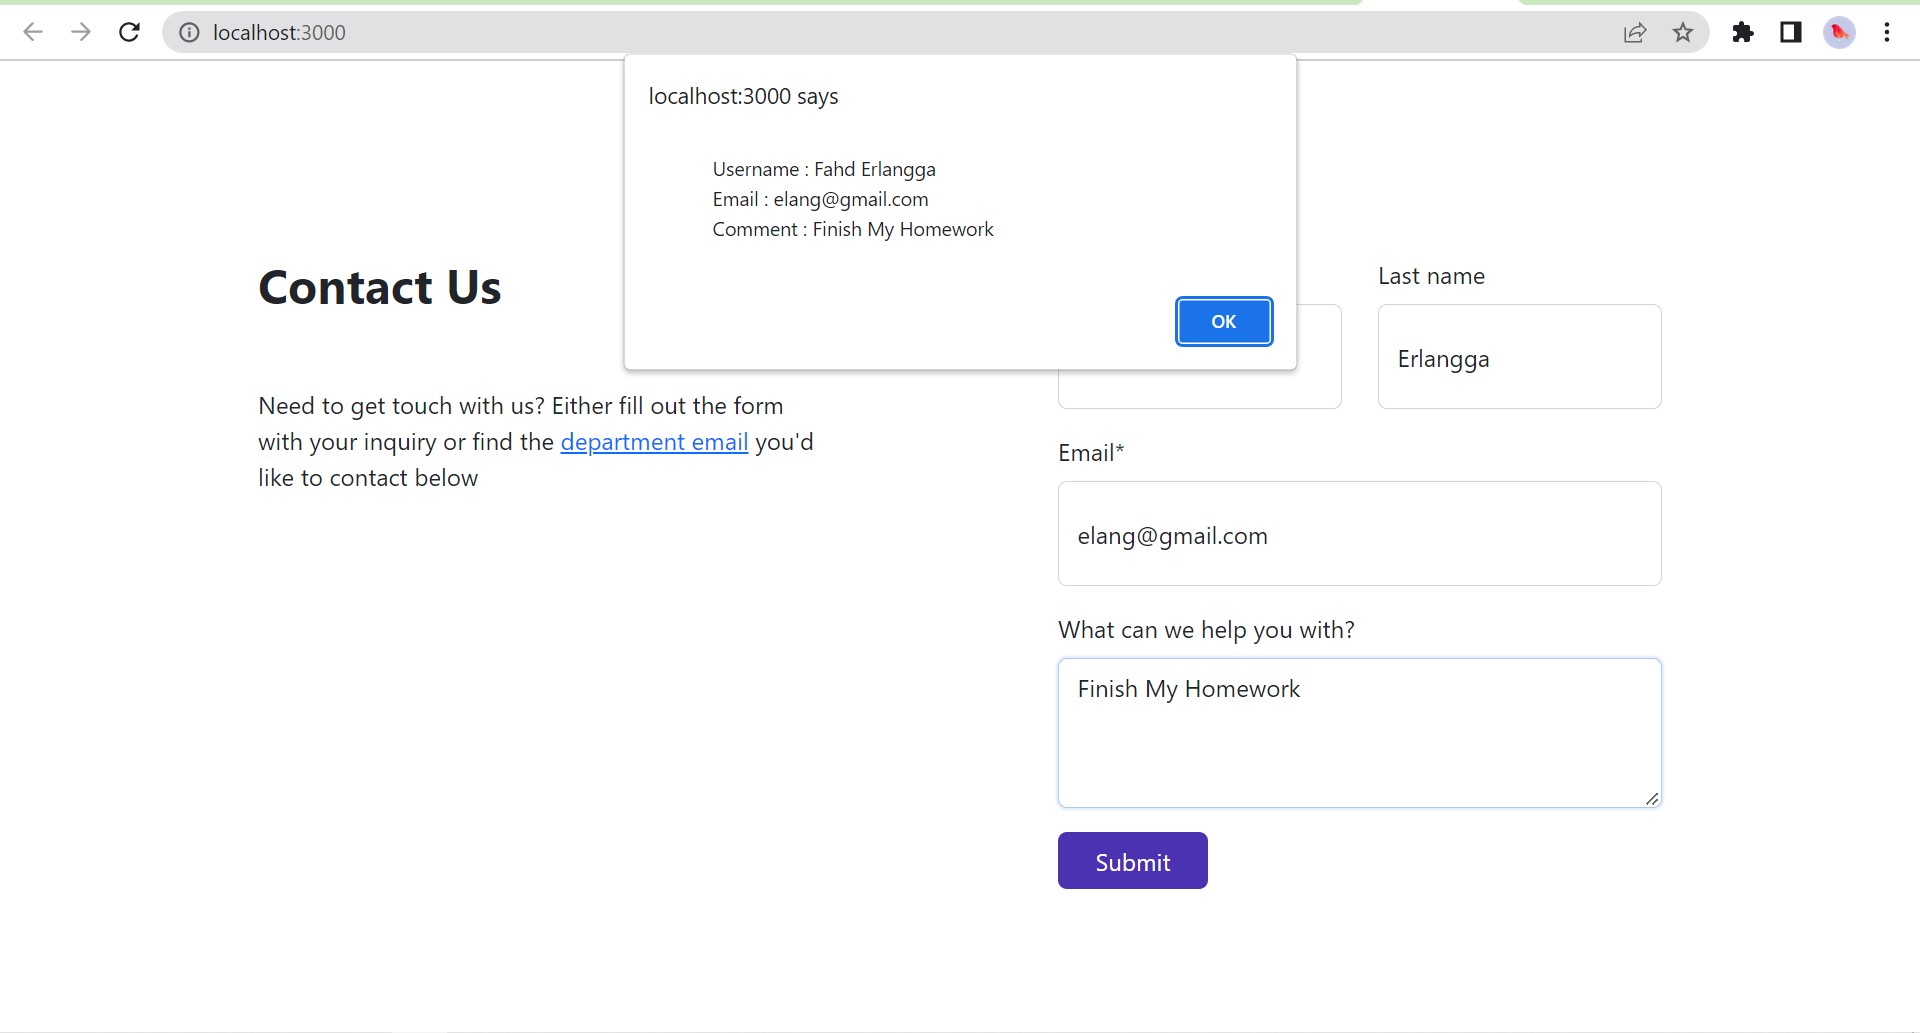 localhost:3000
localhost:3000 says
Username : Fahd Erlangga
Email : elang@gmail.com
Comment : Finish My Homework
OK
Contact Us
Need to get touch with us? Either fill out the form
with your inquiry or find the department email you'd
like to contact below
Last name
Erlangga
Email*
elang@gmail.com
What can we help you with?
Finish My Homework
Submit